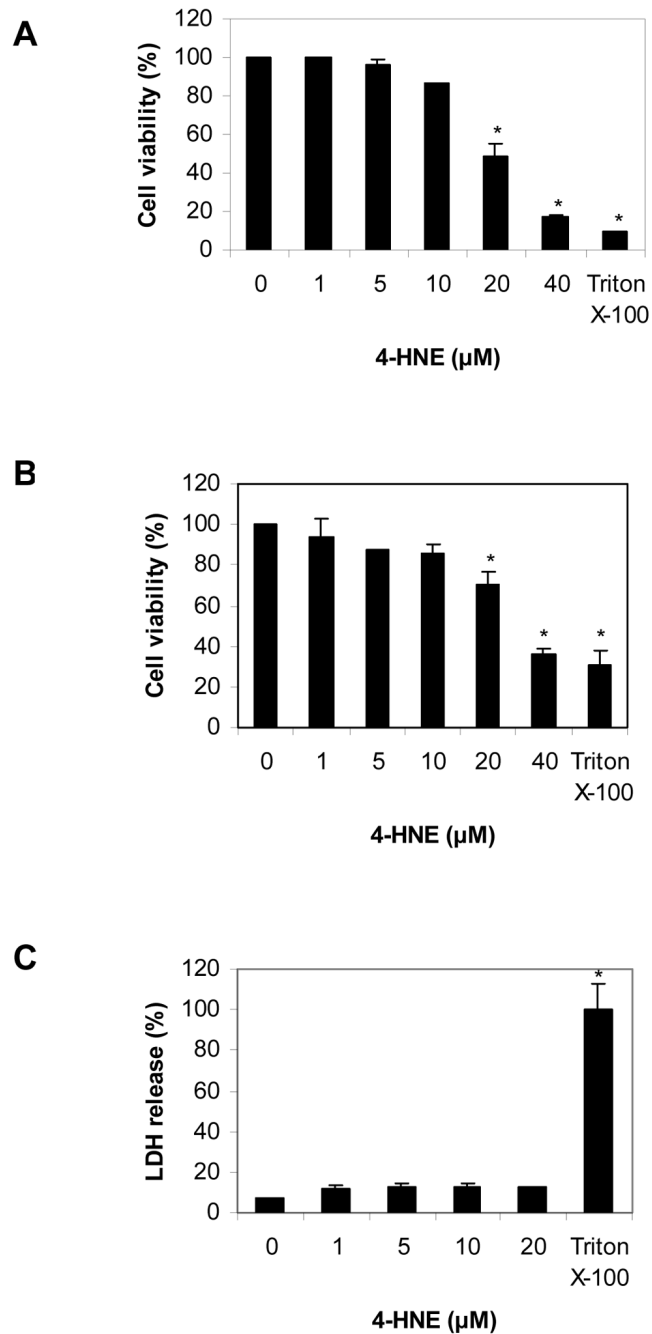 A
Cell viability (%)
120
100
80
60
40
20
0
*
*
*
0 1 5 10 20 40 Triton
X-100
4-HNE (µM)
B
Cell viability (%)
120
100
80
60
40
20
0
*
*
*
0 1 5 10 20 40 Triton
X-100
4-HNE (µM)
C
LDH release (%)
120
100
80
60
40
20
0
*
0 1 5 10 20 Triton
X-100
4-HNE (µM)